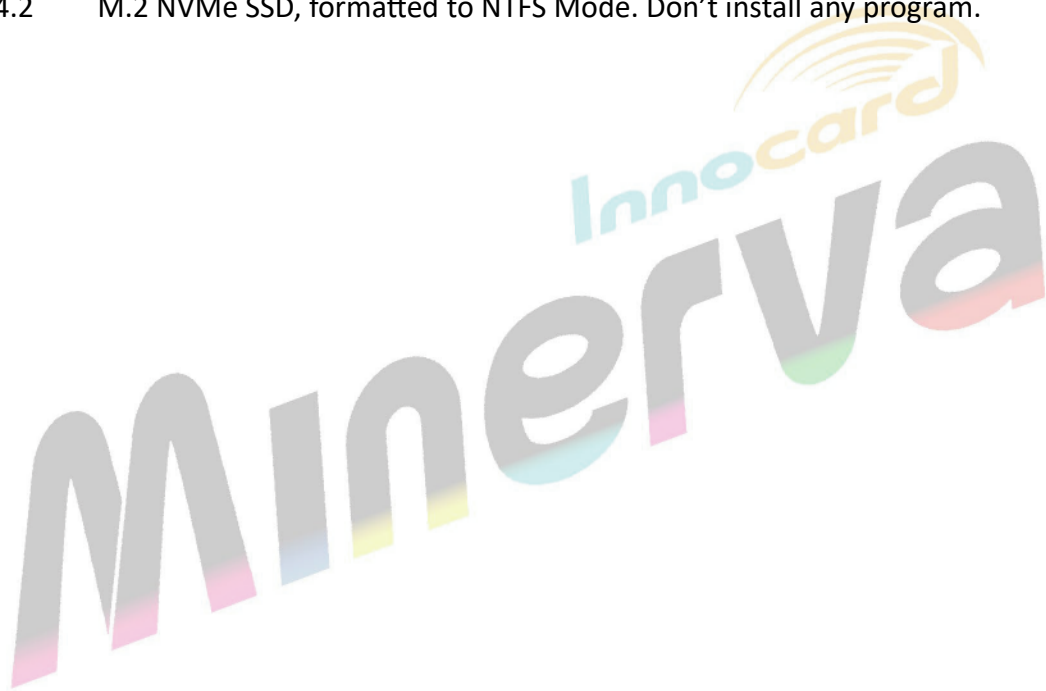 4.2 M.2 NVMe SSD, formatted to NTFS Mode. Don't install any program.
Innocard
Minerva